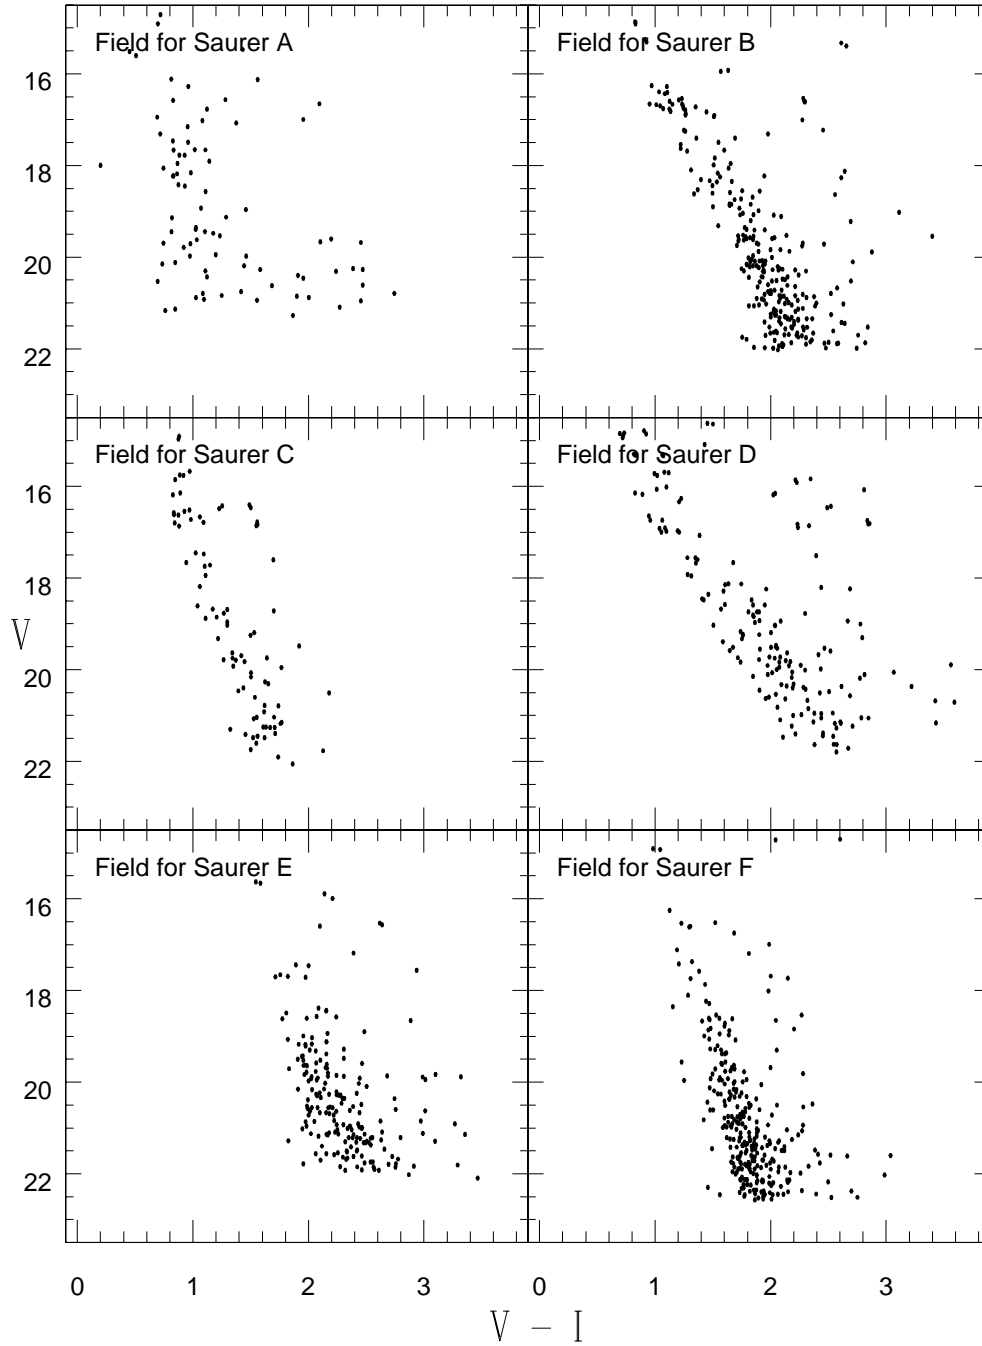 Field for Saurer A
Field for Saurer B
16
18
20
22
Field for Saurer C
Field for Saurer D
16
18
20
22
V
Field for Saurer E
Field for Saurer F
16
18
20
22
0 1 2 3 0 1 2 3
V - I